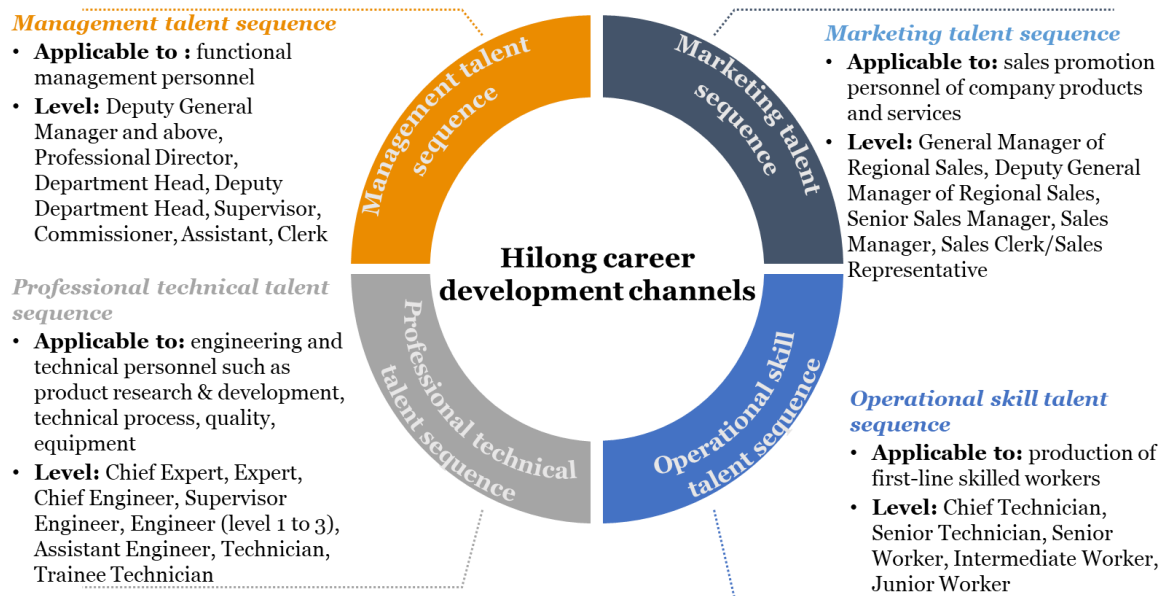 Management talent sequence
• Applicable to : functional
management personnel
• Level: Deputy General
Manager and above,
Professional Director,
Department Head, Deputy
Department Head, Supervisor,
Commissioner, Assistant, Clerk
Professional technical talent
sequence
• Applicable to: engineering and
technical personnel such as
product research & development,
technical process, quality,
equipment
• Level: Chief Expert, Expert,
Chief Engineer, Supervisor
Engineer, Engineer (level 1 to 3),
Assistant Engineer, Technician,
Trainee Technician
Management talent
sequence
Marketing talent
sequence
Hilong career
development channels
Professional technical
talent sequence
Operational skill
talent sequence
Marketing talent sequence
• Applicable to: sales promotion
personnel of company products
and services
• Level: General Manager of
Regional Sales, Deputy General
Manager of Regional Sales,
Senior Sales Manager, Sales
Manager, Sales Clerk/Sales
Representative
Operational skill talent
sequence
• Applicable to: production of
first-line skilled workers
• Level: Chief Technician,
Senior Technician, Senior
Worker, Intermediate Worker,
Junior Worker